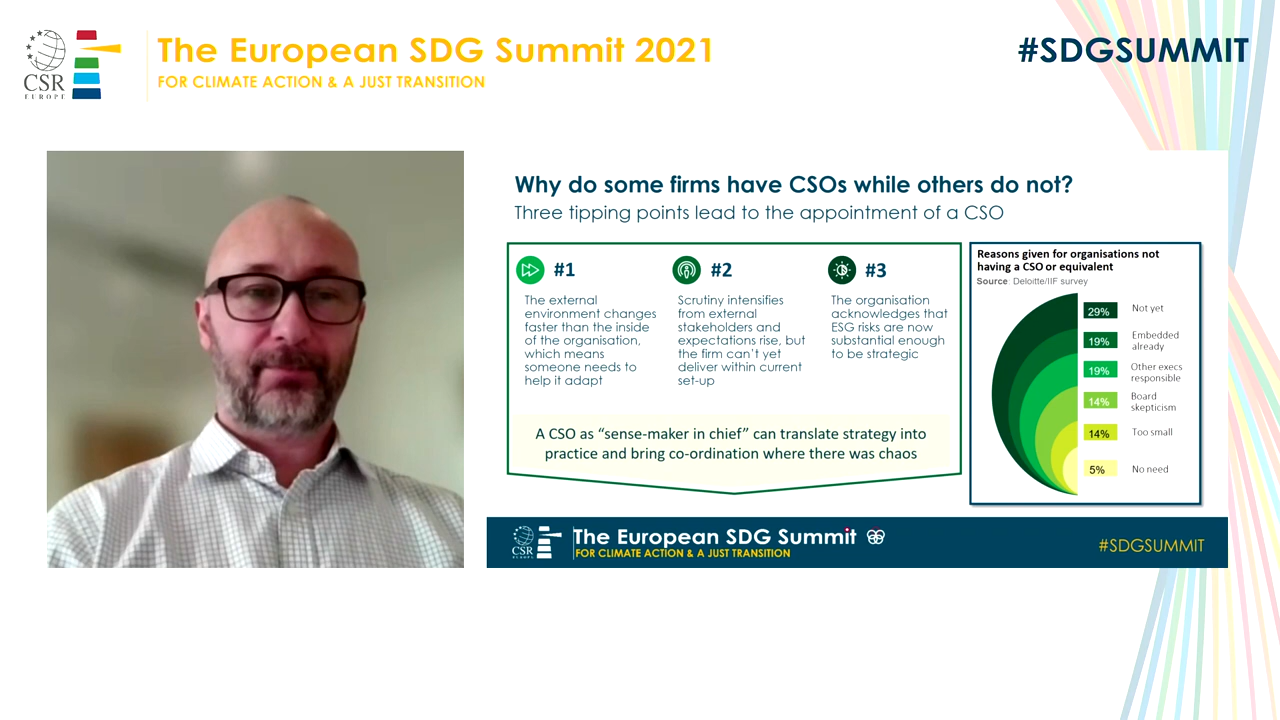 CSR
EUROPE
The European SDG Summit 2021
FOR CLIMATE ACTION & A JUST TRANSITION
#SDGSUMMIT
Why do some firms have CSOs while others do not?
Three tipping points lead to the appointment of a CSO
#1
The external
environment changes
faster than the inside
of the organisation,
which means
someone needs to
help it adapt
#2
Scrutiny intensifies
from external
stakeholders and
expectations rise, but
the firm can't yet
deliver within current
set-up
#3
The organisation
acknowledges that
ESG risks are now
substantial enough
to be strategic
A CSO as “sense-maker in chief” can translate strategy into
practice and bring co-ordination where there was chaos
Reasons given for organisations not
having a CSO or equivalent
Source: Deloitte/IIF survey
29% Not yet
19% Embedded
already
19% Other execs
responsible
14% Board
skepticism
14% Too small
5% No need
CSR
EUROPE
The European SDG Summit
FOR CLIMATE ACTION & A JUST TRANSITION
#SDGSUMMIT